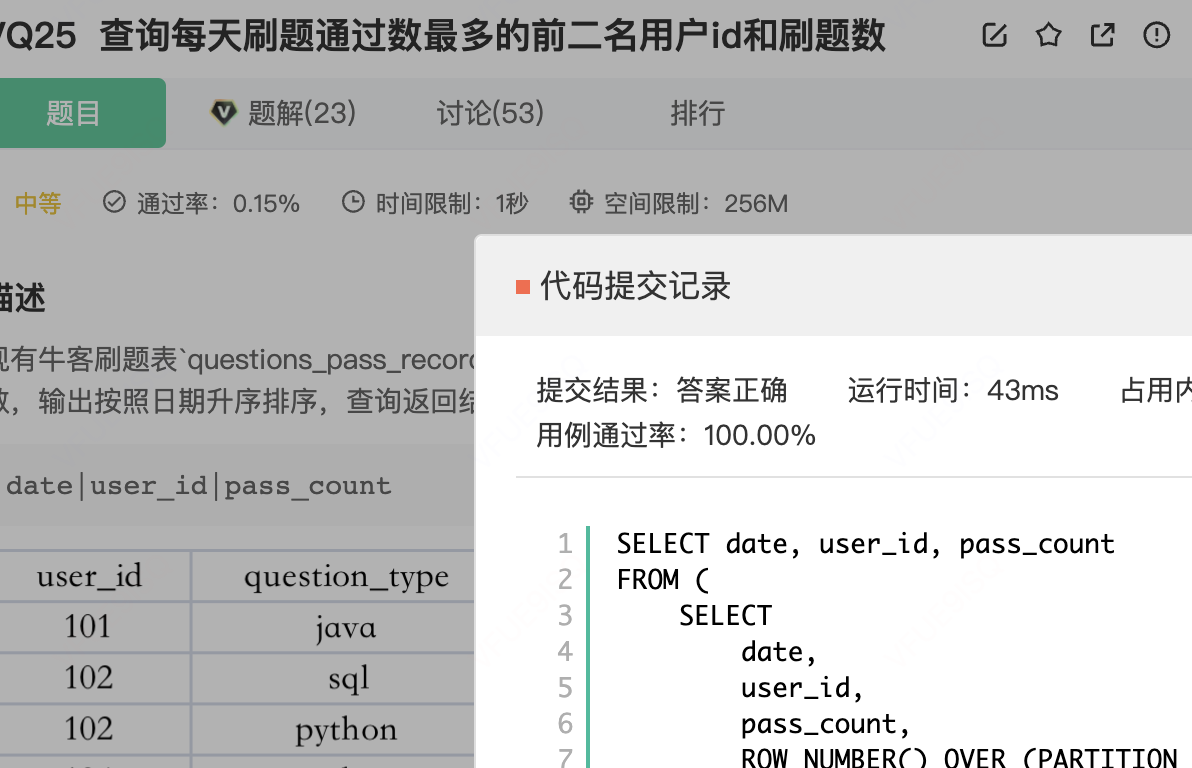 VQ25 查询每天刷题通过数最多的前二名用户id和刷题数
题目 题解(23) 讨论(53) 排行
中等 通过率：0.15% 时间限制：1秒 空间限制：256M
描述
现有牛客刷题表`questions_pass_record
数，输出按照日期升序排序，查询返回结
date|user_id|pass_count
user_id question_type
101 java
102 sql
102 python
代码提交记录
提交结果：答案正确 运行时间：43ms 占用内
用例通过率：100.00%
1 SELECT date, user_id, pass_count
2 FROM (
3 SELECT
4 date,
5 user_id,
6 pass_count,
7 ROW_NUMBER() OVER (PARTITION